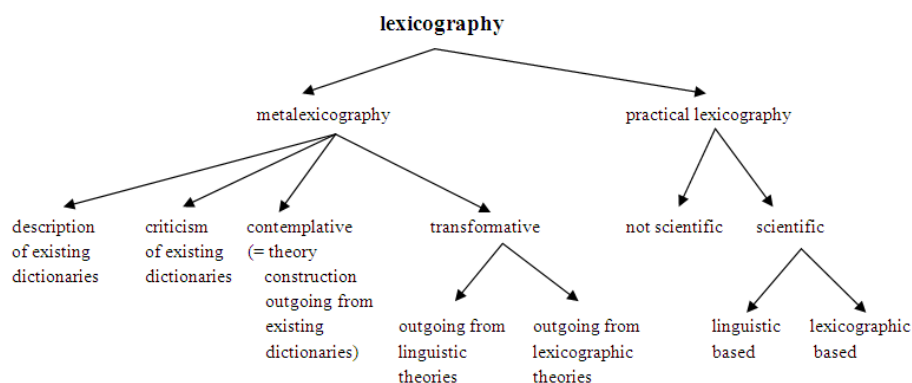 lexicography
metalexicography
practical lexicography
description
of existing
dictionaries
criticism
of existing
dictionaries
contemplative
(= theory
construction
outgoing from
existing
dictionaries)
transformative
not scientific
scientific
outgoing from
linguistic
theories
outgoing from
lexicographic
theories
linguistic
based
lexicographic
based